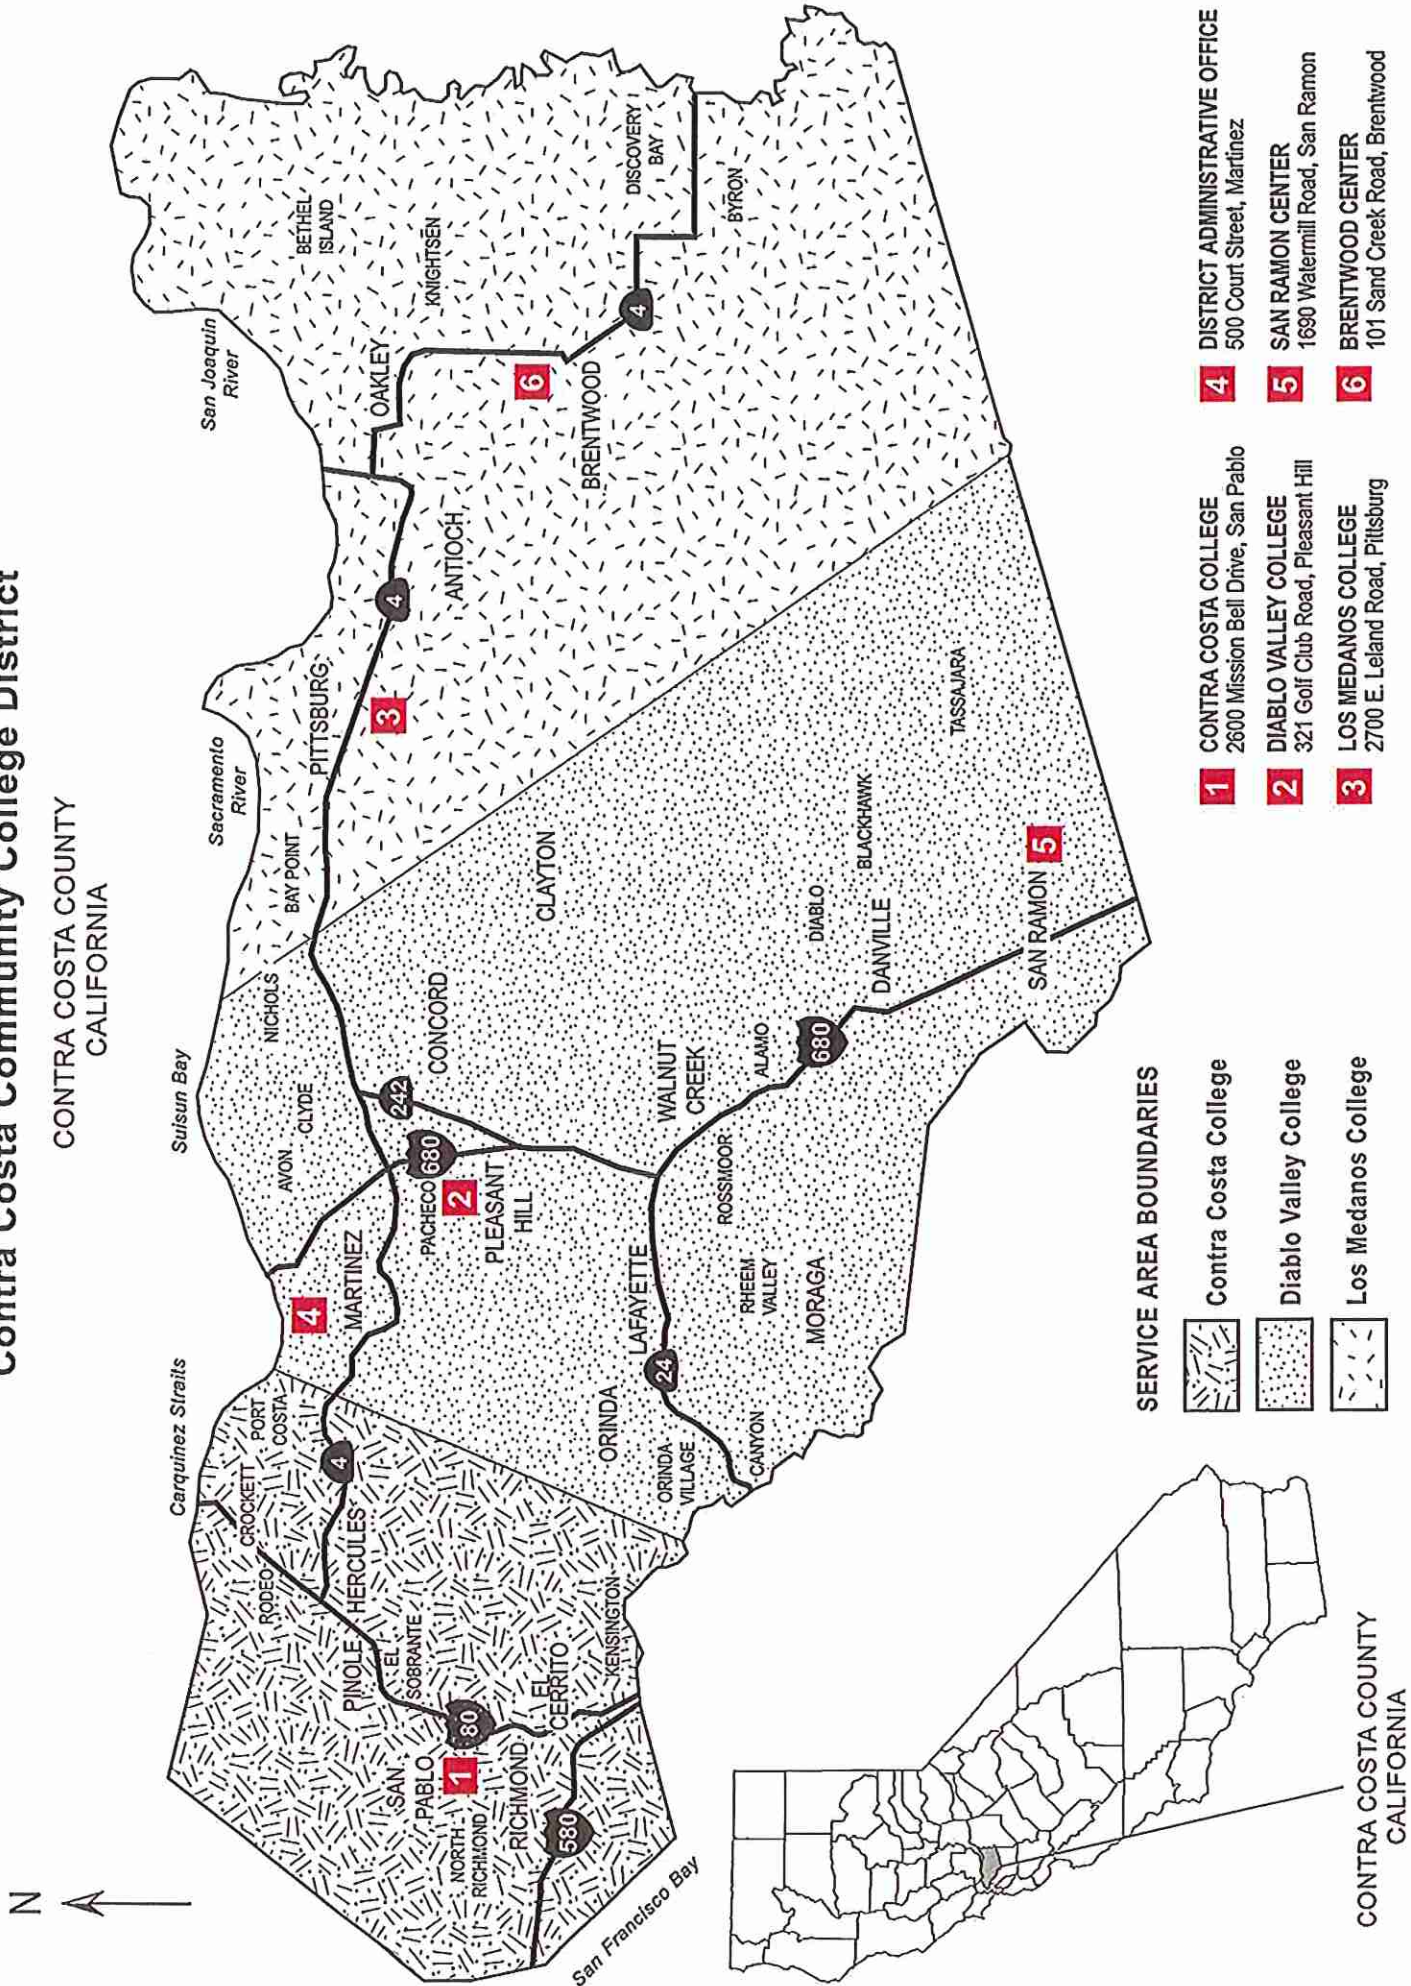 Contra Costa Community College District
CONTRA COSTA COUNTY
CALIFORNIA
N
Carquinez Straits
Suisun Bay
Sacramento
River
San Joaquin
River
San Francisco Bay
RODEO
CROCKETT
PORT
COSTA
HERCULES
4
PINOLE
EL
SOBRANTE
SAN
PABLO
1
80
NORTH
RICHMOND
RICHMOND
EL
CERRITO
KENSINGTON
580
4
MARTINEZ
AVON
CLYDE
NICHOLS
242
680
PACHECO
2
PLEASANT
HILL
CONCORD
CLAYTON
ORINDA
ORINDA
VILLAGE
24
LAFAYETTE
WALNUT
CREEK
CANYON
RHEEM
VALLEY
MORAGA
ROSSMOOR
ALAMO
680
DIABLO
DANVILLE
BLACKHAWK
TASSAJARA
SAN RAMON
5
BAY POINT
PITTSBURG
3
4
ANTIOCH
OAKLEY
BETHEL
ISLAND
KNIGHTSEN
6
BRENTWOOD
4
DISCOVERY
BAY
BYRON
SERVICE AREA BOUNDARIES
Contra Costa College
Diablo Valley College
Los Medanos College
1 CONTRA COSTA COLLEGE
2600 Mission Bell Drive, San Pablo
2 DIABLO VALLEY COLLEGE
321 Golf Club Road, Pleasant Hill
3 LOS MEDANOS COLLEGE
2700 E. Leland Road, Pittsburg
4 DISTRICT ADMINISTRATIVE OFFICE
500 Court Street, Martinez
5 SAN RAMON CENTER
1690 Watermill Road, San Ramon
6 BRENTWOOD CENTER
101 Sand Creek Road, Brentwood
CONTRA COSTA COUNTY
CALIFORNIA